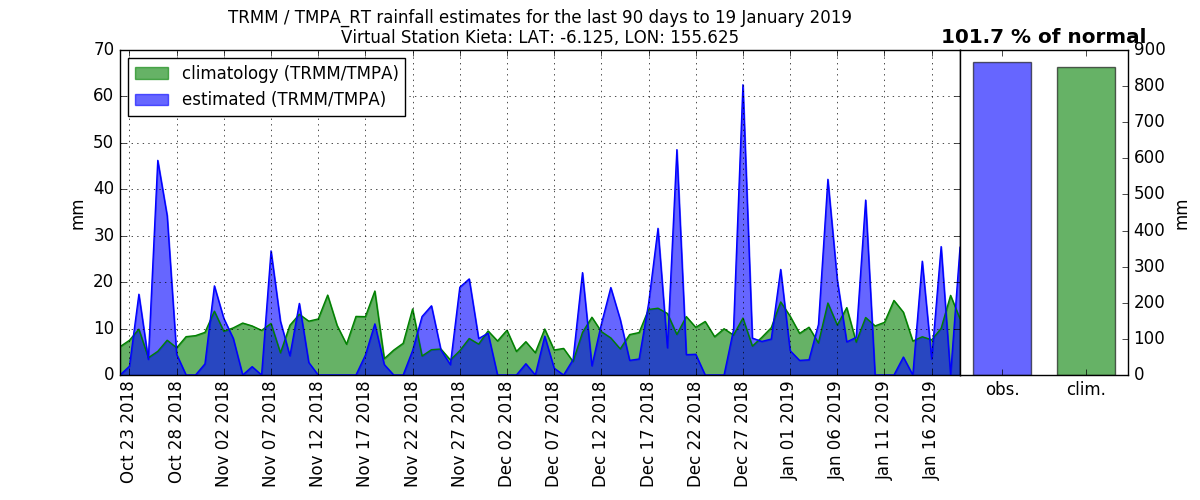 TRMM / TMPA_RT rainfall estimates for the last 90 days to 19 January 2019
Virtual Station Kieta: LAT: -6.125, LON: 155.625
101.7 % of normal
climatology (TRMM/TMPA)
estimated (TRMM/TMPA)
mm
70
60
50
40
30
20
10
0
Oct 23 2018
Oct 28 2018
Nov 02 2018
Nov 07 2018
Nov 12 2018
Nov 17 2018
Nov 22 2018
Nov 27 2018
Dec 02 2018
Dec 07 2018
Dec 12 2018
Dec 17 2018
Dec 22 2018
Dec 27 2018
Jan 01 2019
Jan 06 2019
Jan 11 2019
Jan 16 2019
obs.
clim.
900
800
700
600
500
400
300
200
100
0
mm